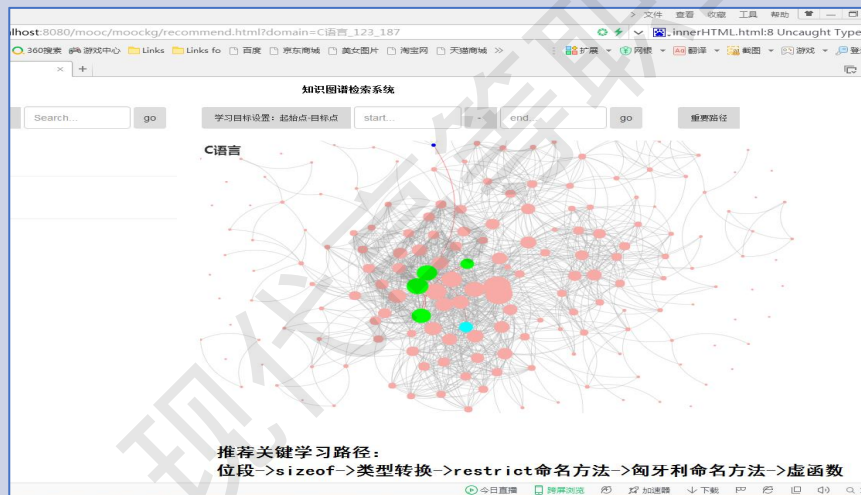 > 文件 查看 收藏 工具 帮助
lhost:8080/mooc/moockg/recommend.html?domain=C语言_123_187
.innerHTML.html:8 Uncaught Type
360搜索 游戏中心 Links Links fo 百度 京东商城 美女图片 淘宝网 天猫商城 >>
扩展 网银 翻译 截图 游戏
× +
知识图谱检索系统
Search... go 学习目标设置：起始点-目标点 start... - end... go 重要路径
C语言
推荐关键学习路径：
位段->sizeof->类型转换->restrict命名方法->匈牙利命名方法->虚函数
今日直播 跨屏浏览 加速器 下载